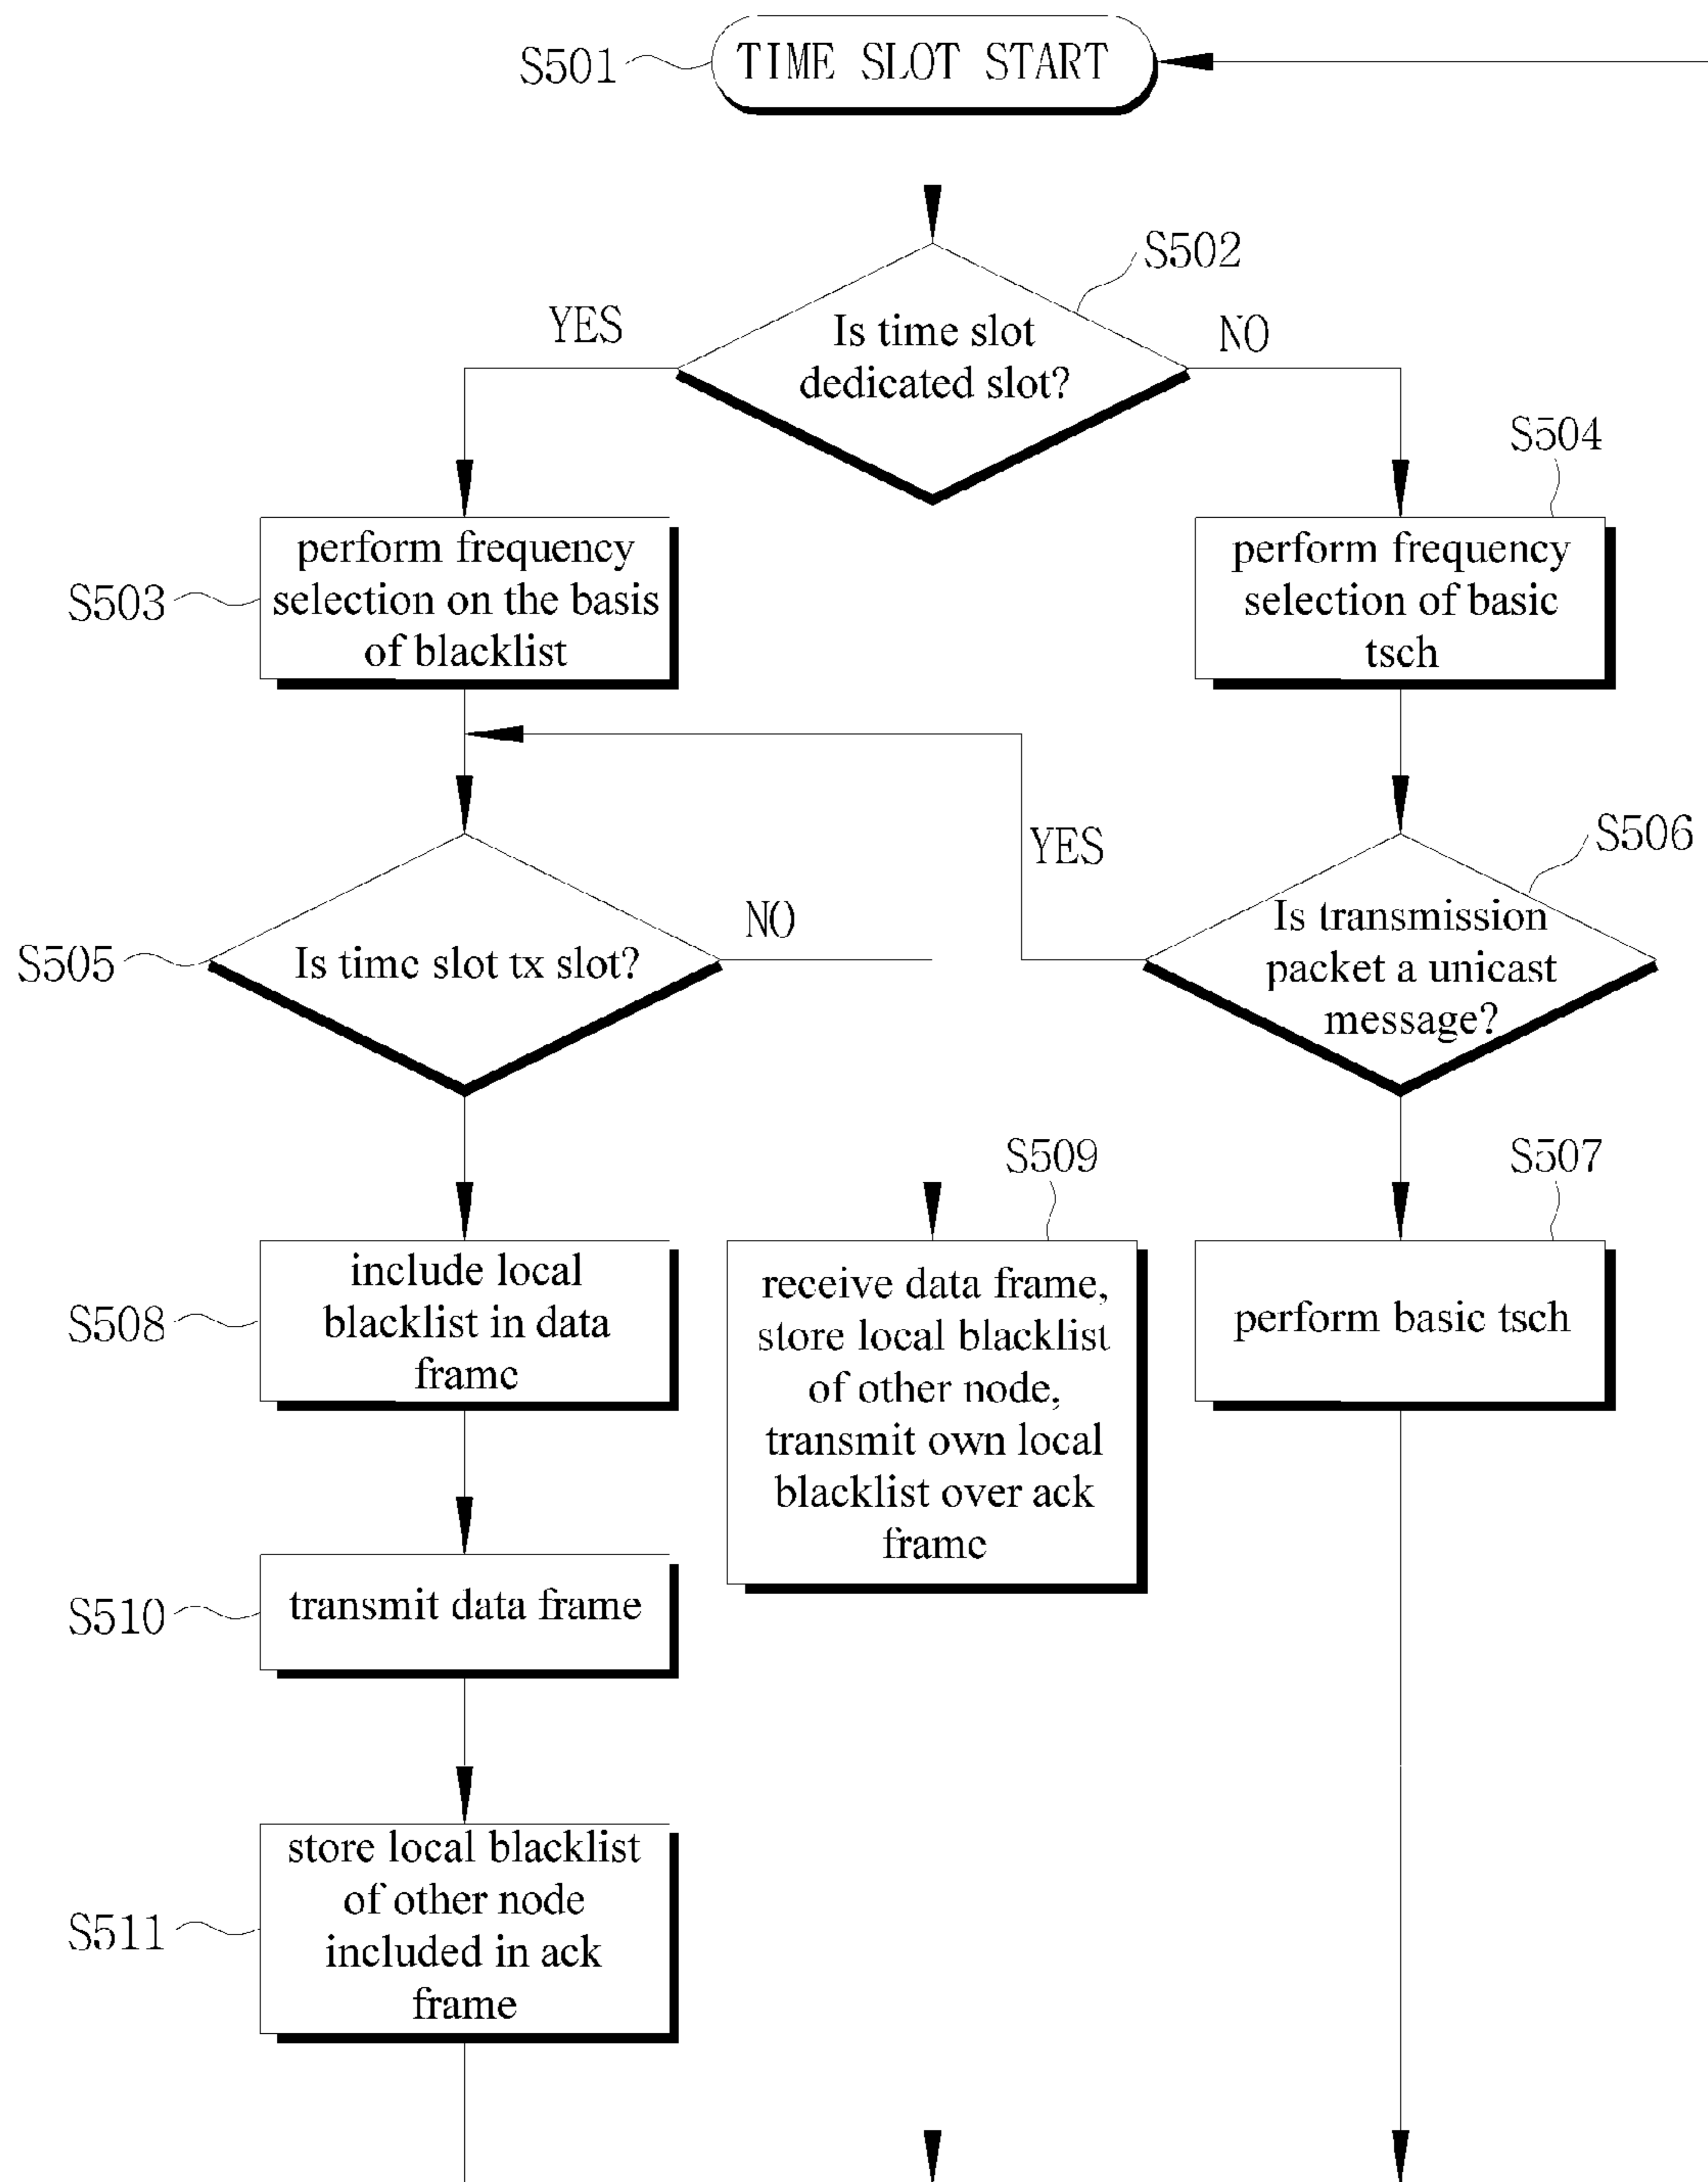 S501
TIME SLOT START
S502
YES
Is time slot
dedicated slot?
NO
S504
S503
perform frequency
selection on the basis
of blacklist
perform frequency
selection of basic
tsch
YES
S506
S505
Is time slot tx slot?
NO
Is transmission
packet a unicast
message?
S509
S507
S508
include local
blacklist in data
frame
receive data frame,
store local blacklist
of other node,
transmit own local
blacklist over ack
frame
perform basic tsch
S510
transmit data frame
S511
store local blacklist
of other node
included in ack
frame